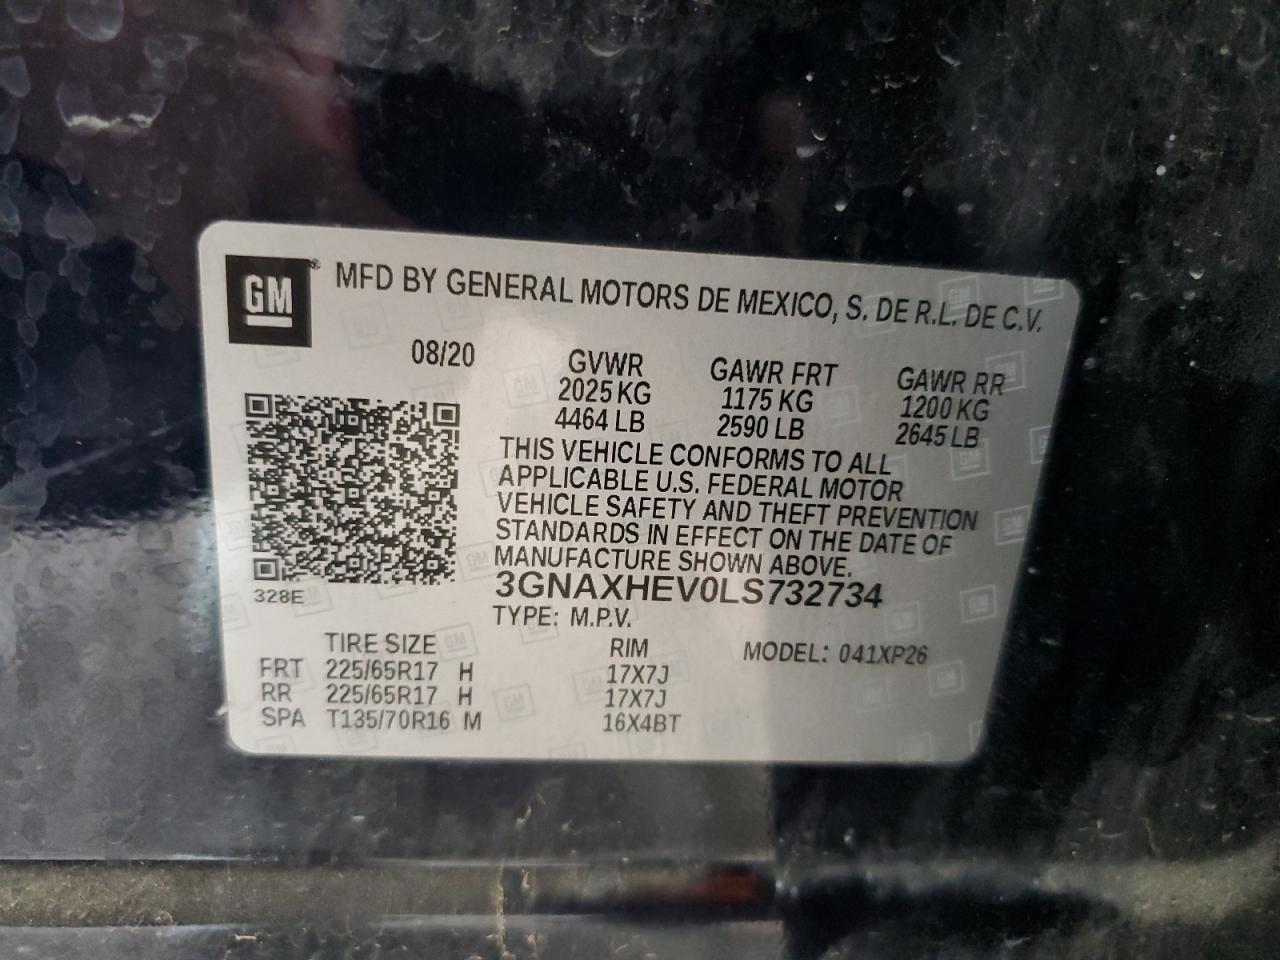 GM® MFD BY GENERAL MOTORS DE MEXICO, S. DE R.L. DE C.V.
08/20 GVWR GAWR FRT GAWR RR
2025 KG 1175 KG 1200 KG
4464 LB 2590 LB 2645 LB
THIS VEHICLE CONFORMS TO ALL
APPLICABLE U.S. FEDERAL MOTOR
VEHICLE SAFETY AND THEFT PREVENTION
STANDARDS IN EFFECT ON THE DATE OF
MANUFACTURE SHOWN ABOVE.
328E 3GNAXHEV0LS732734
TYPE: M.P.V.
TIRE SIZE RIM MODEL: 041XP26
FRT 225/65R17 H 17X7J
RR 225/65R17 H 17X7J
SPA T135/70R16 M 16X4BT